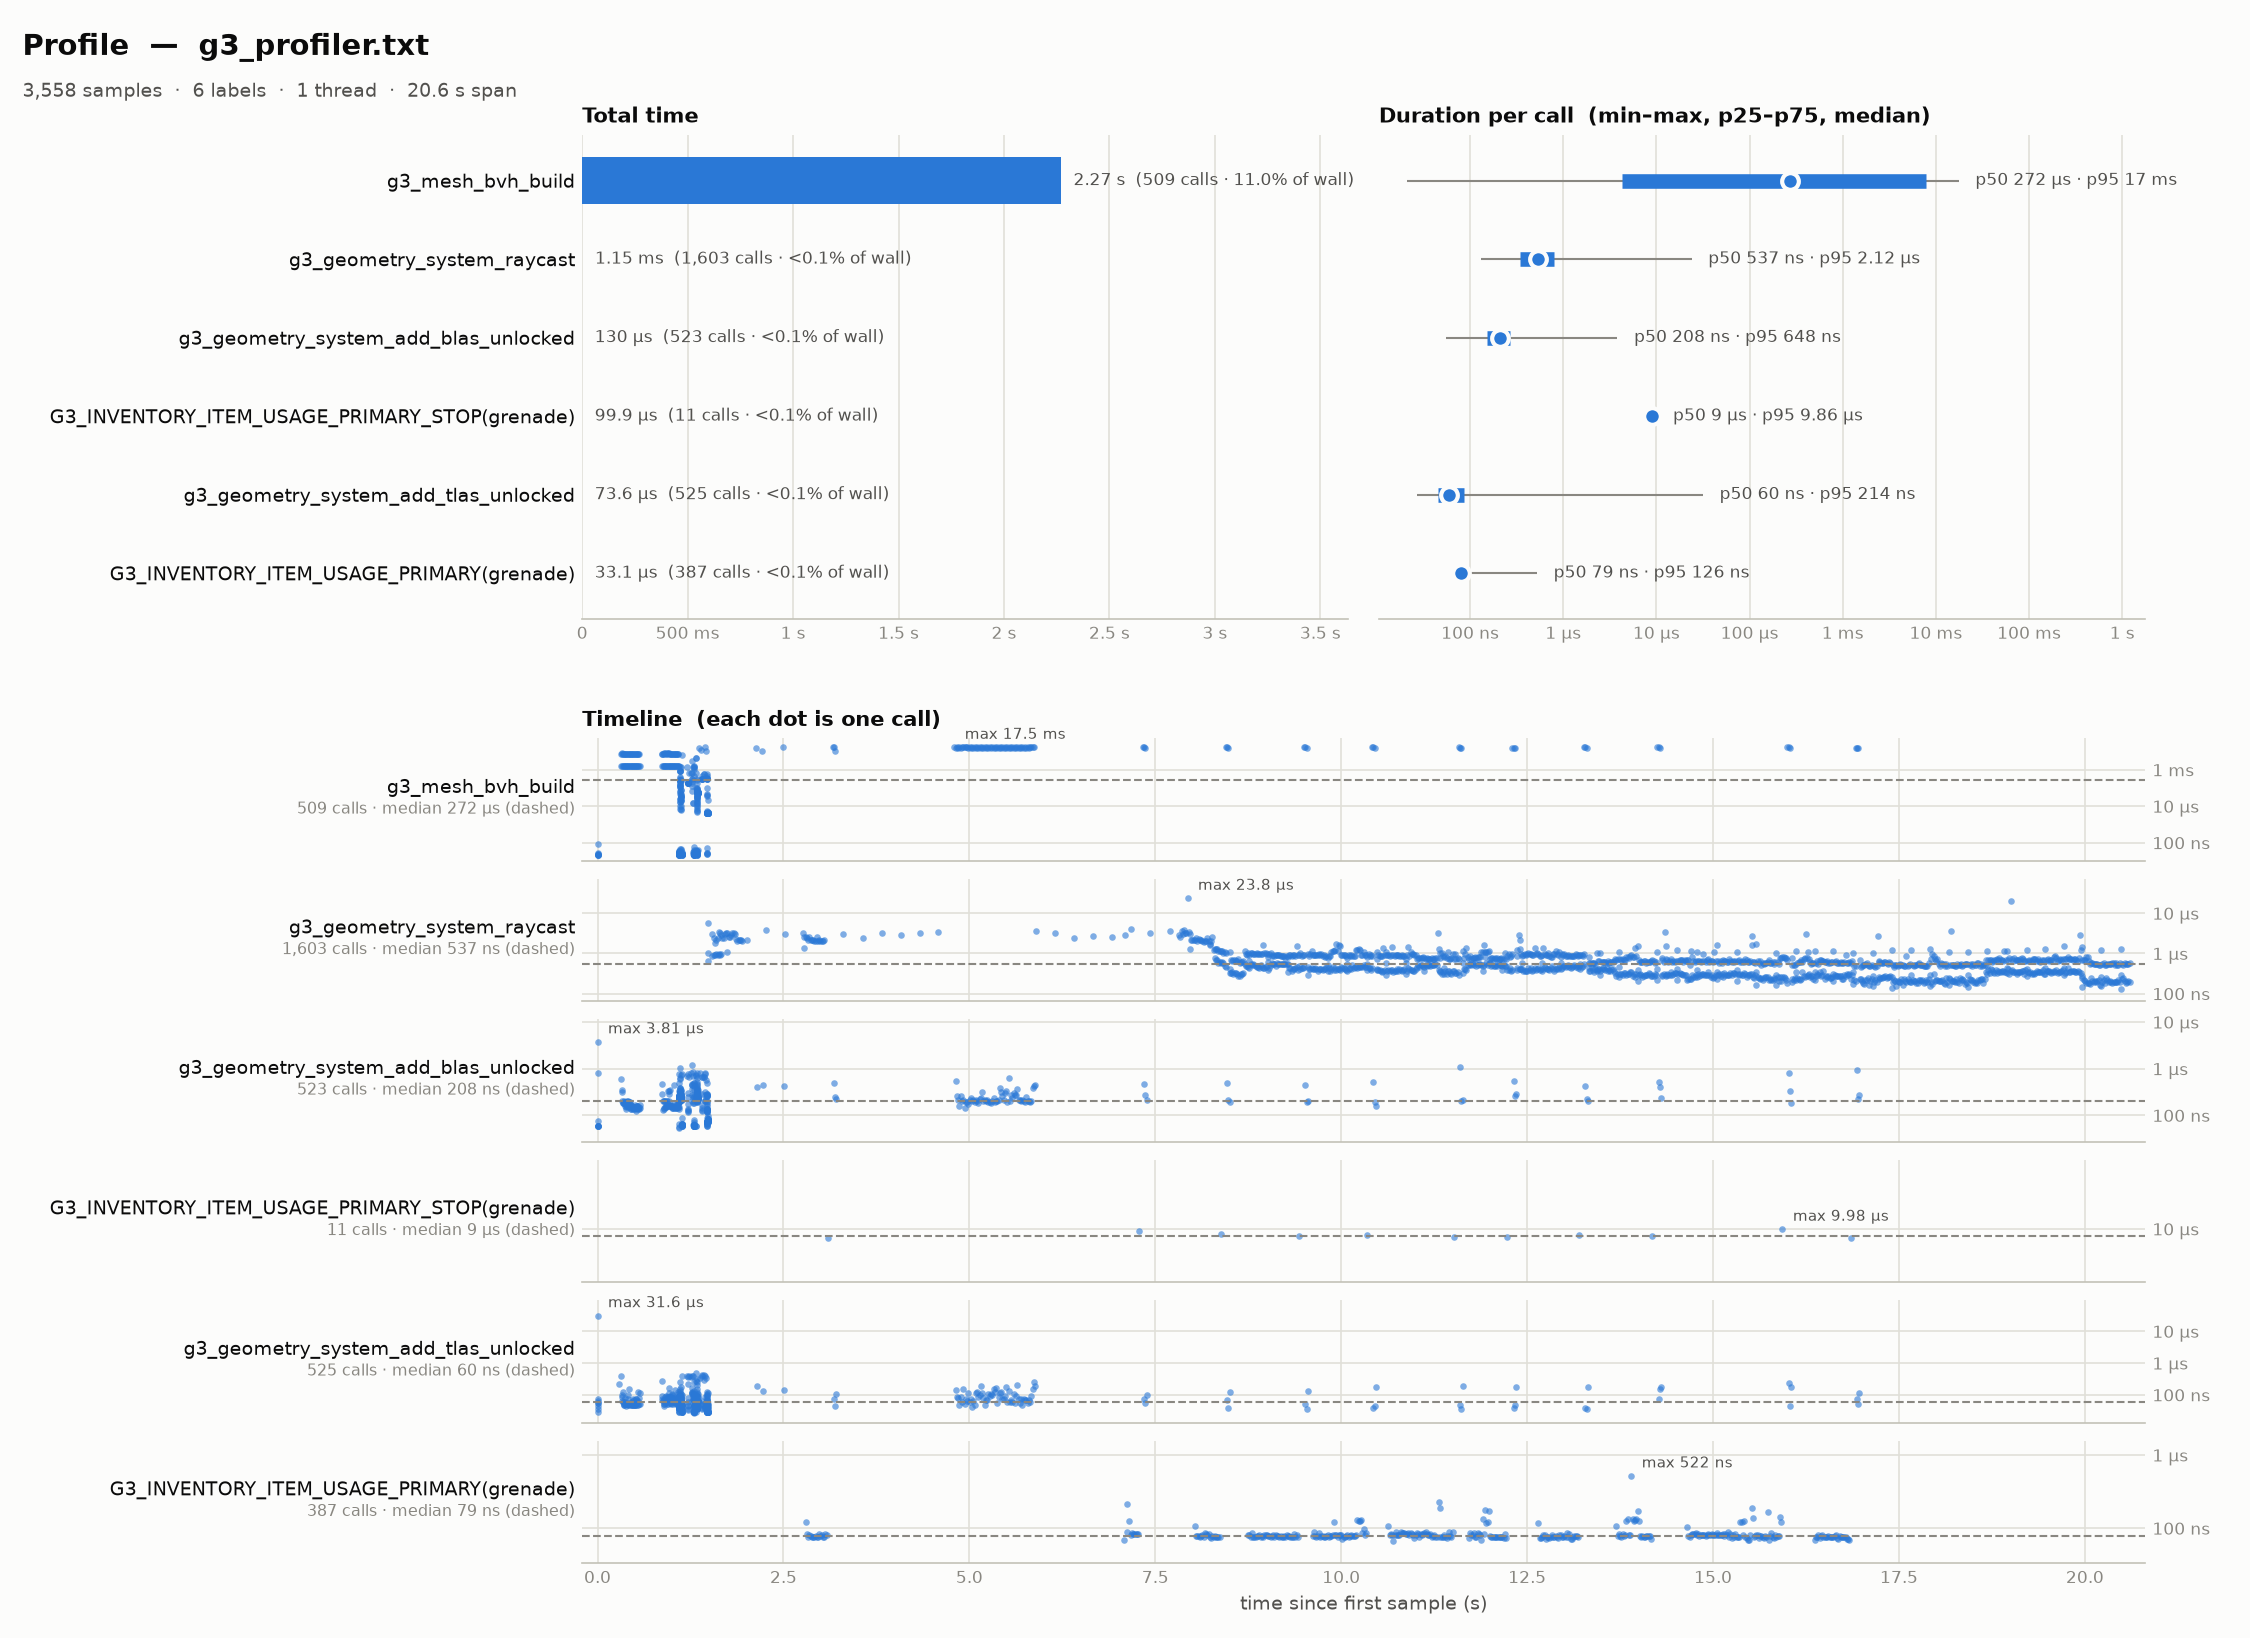 Profile — g3_profiler.txt
3,558 samples · 6 labels · 1 thread · 20.6 s span
Total time
Duration per call (min–max, p25–p75, median)
g3_mesh_bvh_build
2.27 s (509 calls · 11.0% of wall)
p50 272 µs · p95 17 ms
g3_geometry_system_raycast
1.15 ms (1,603 calls · <0.1% of wall)
p50 537 ns · p95 2.12 µs
g3_geometry_system_add_blas_unlocked
130 µs (523 calls · <0.1% of wall)
p50 208 ns · p95 648 ns
G3_INVENTORY_ITEM_USAGE_PRIMARY_STOP(grenade)
99.9 µs (11 calls · <0.1% of wall)
p50 9 µs · p95 9.86 µs
g3_geometry_system_add_tlas_unlocked
73.6 µs (525 calls · <0.1% of wall)
p50 60 ns · p95 214 ns
G3_INVENTORY_ITEM_USAGE_PRIMARY(grenade)
33.1 µs (387 calls · <0.1% of wall)
p50 79 ns · p95 126 ns
0 500 ms 1 s 1.5 s 2 s 2.5 s 3 s 3.5 s
100 ns 1 µs 10 µs 100 µs 1 ms 10 ms 100 ms 1 s
Timeline (each dot is one call)
max 17.5 ms
g3_mesh_bvh_build
509 calls · median 272 µs (dashed)
1 ms
10 µs
100 ns
max 23.8 µs
g3_geometry_system_raycast
1,603 calls · median 537 ns (dashed)
10 µs
1 µs
100 ns
max 3.81 µs
g3_geometry_system_add_blas_unlocked
523 calls · median 208 ns (dashed)
10 µs
1 µs
100 ns
G3_INVENTORY_ITEM_USAGE_PRIMARY_STOP(grenade)
11 calls · median 9 µs (dashed)
max 9.98 µs
10 µs
max 31.6 µs
g3_geometry_system_add_tlas_unlocked
525 calls · median 60 ns (dashed)
10 µs
1 µs
100 ns
G3_INVENTORY_ITEM_USAGE_PRIMARY(grenade)
387 calls · median 79 ns (dashed)
max 522 ns
1 µs
100 ns
0.0 2.5 5.0 7.5 10.0 12.5 15.0 17.5 20.0
time since first sample (s)